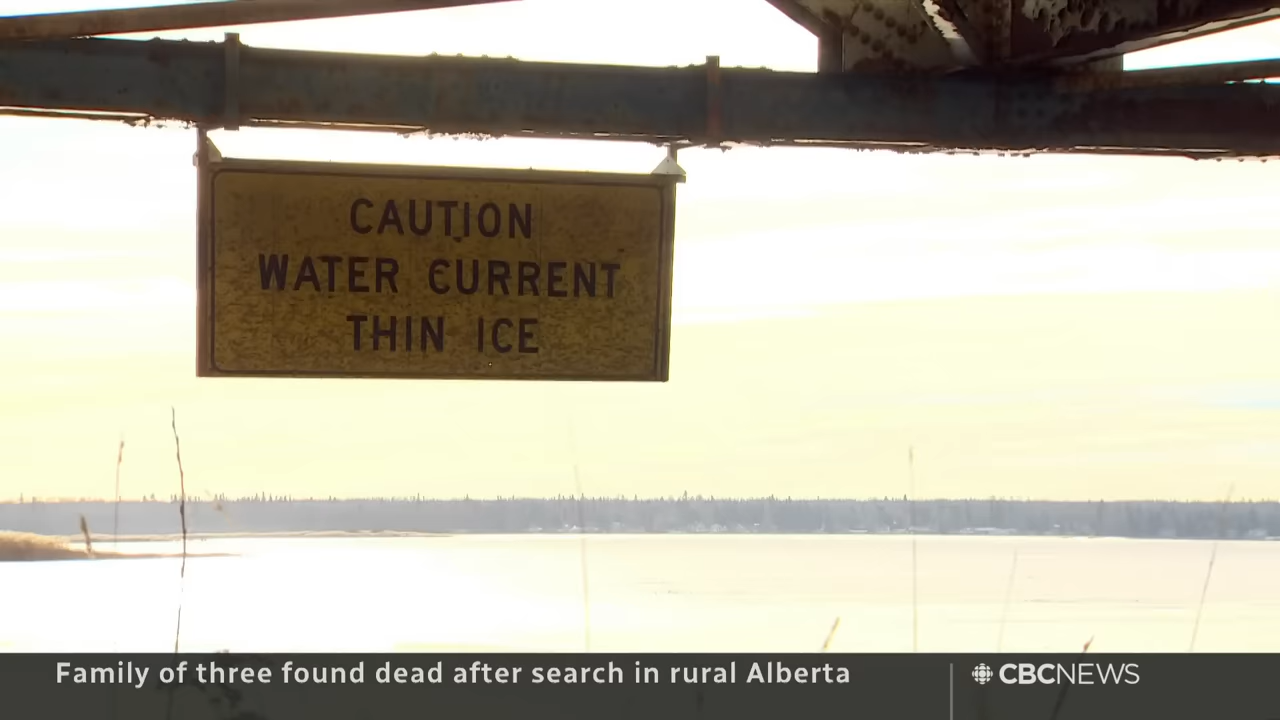 CAUTION
WATER CURRENT
THIN ICE
Family of three found dead after search in rural Alberta
CBCNEWS